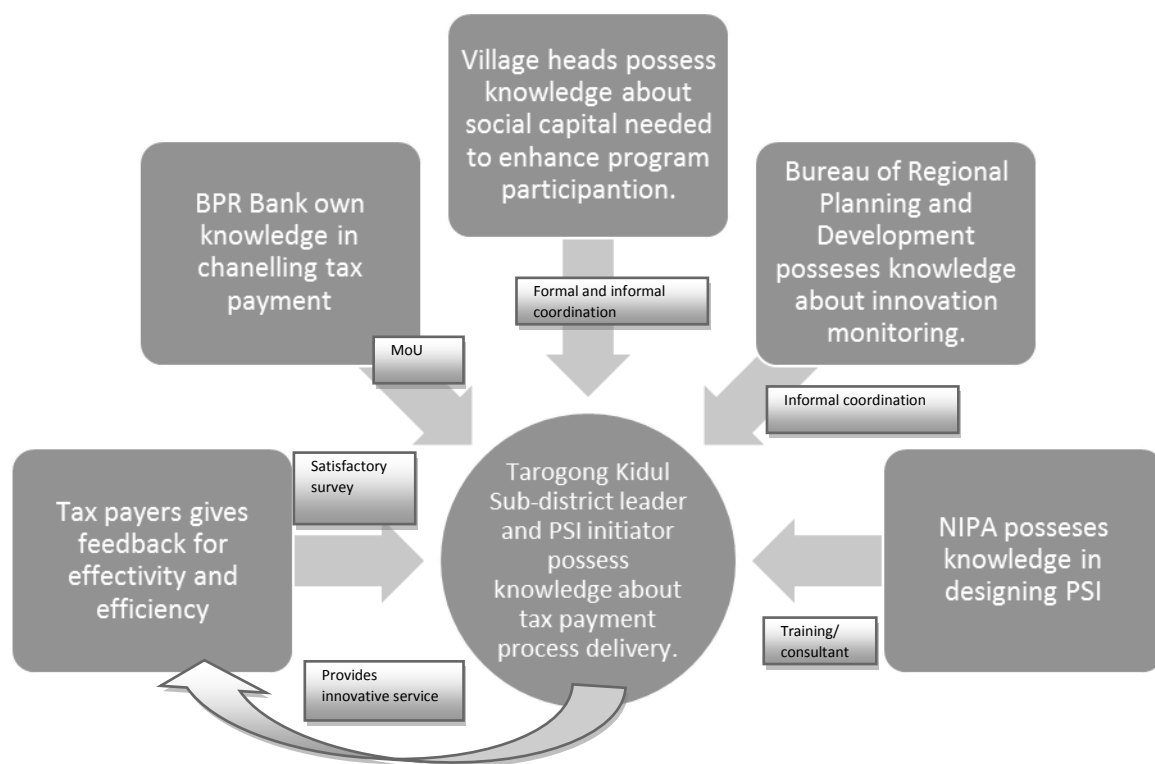 Village heads possess
knowledge about
social capital needed
to enhance program
participantion.
BPR Bank own
knowledge in
chanelling tax
payment
Bureau of Regional
Planning and
Development
posseses knowledge
about innovation
monitoring.
Formal and informal
coordination
MoU
Informal coordination
Satisfactory
survey
Tax payers gives
feedback for
effectivity and
efficiency
Tarogong Kidul
Sub-district leader
and PSI initiator
possess
knowledge about
tax payment
process delivery.
NIPA posseses
knowledge in
designing PSI
Training/
consultant
Provides
innovative service